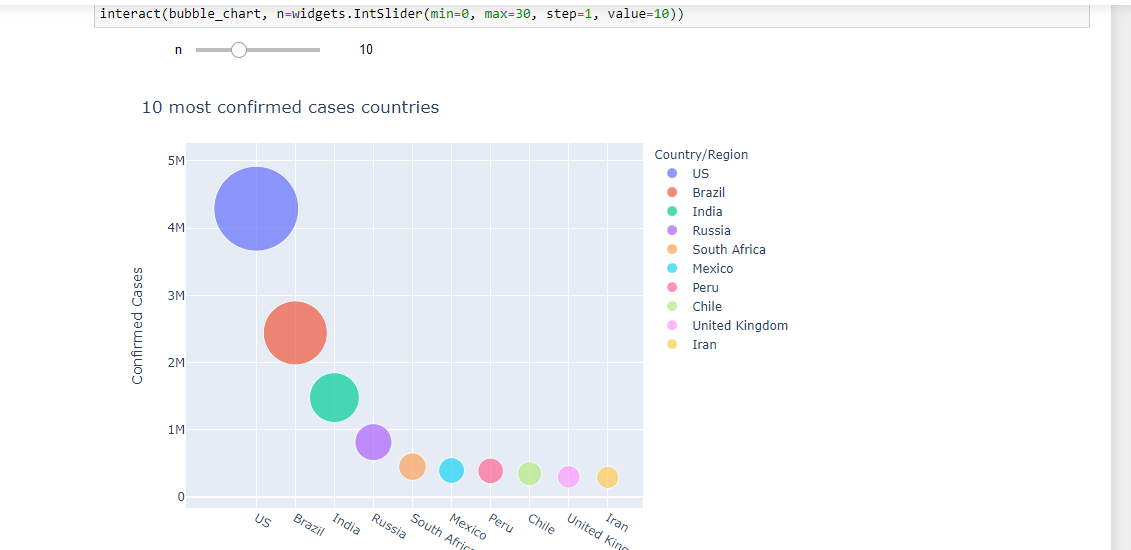 interact(bubble_chart, n=widgets.IntSlider(min=0, max=30, step=1, value=10))
n 10
10 most confirmed cases countries
Country/Region
US
Brazil
India
Russia
South Africa
Mexico
Peru
Chile
United Kingdom
Iran
Confirmed Cases
5M
4M
3M
2M
1M
0
US Brazil India Russia South Afric Mexico Peru Chile United King Iran